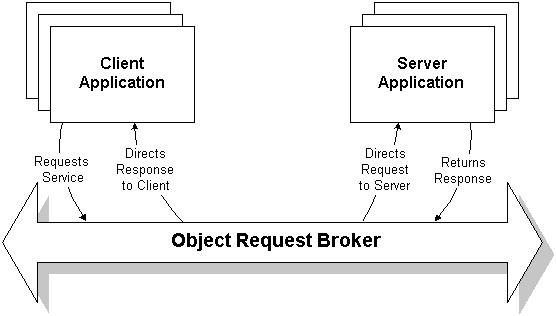 Client
Application
Server
Application
Requests
Service
Directs
Response
to Client
Directs
Request
to Server
Returns
Response
Object Request Broker